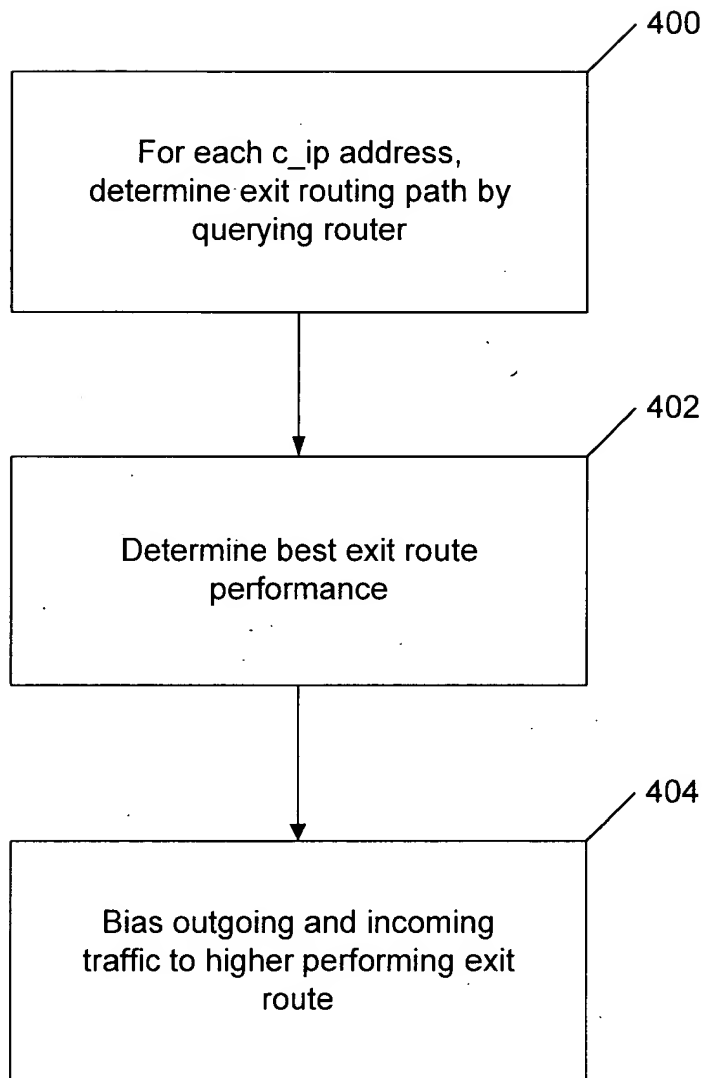 400
For each c_ip address,
determine exit routing path by
querying router
402
Determine best exit route
performance
404
Bias outgoing and incoming
traffic to higher performing exit
route